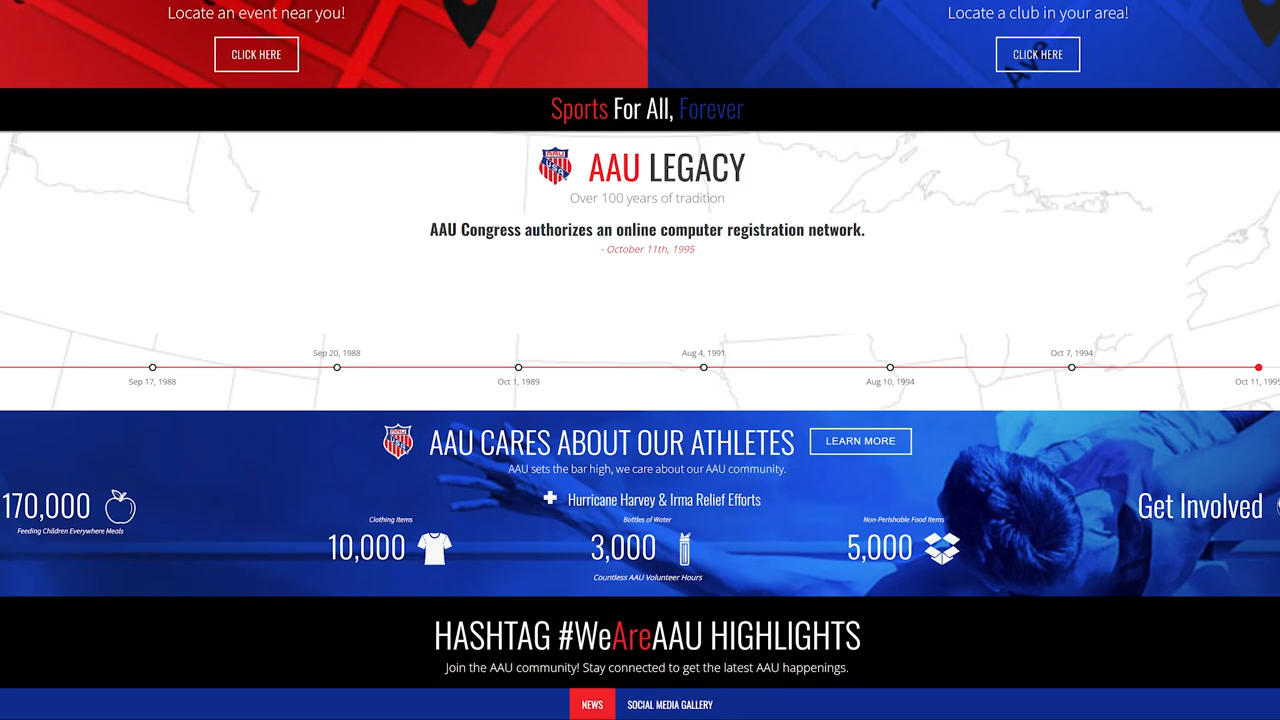 Locate an event near you!
Locate a club in your area!
CLICK HERE
CLICK HERE
Sports For All, Forever
AAU LEGACY
Over 100 years of tradition
AAU Congress authorizes an online computer registration network.
- October 11th, 1995
Sep 20, 1988
Aug 4, 1991
Oct 7, 1994
Sep 17, 1988
Oct 1, 1989
Aug 10, 1994
Oct 11, 1995
AAU CARES ABOUT OUR ATHLETES
LEARN MORE
AAU sets the bar high, we care about our AAU community.
170,000
Feeding Children Everywhere Meals
Hurricane Harvey & Irma Relief Efforts
Get Involved
Clothing Items
Bottles of Water
Non-Perishable Food Items
10,000
3,000
5,000
Countless AAU Volunteer Hours
HASHTAG #WeAreAAU HIGHLIGHTS
Join the AAU community! Stay connected to get the latest AAU happenings.
NEWS
SOCIAL MEDIA GALLERY